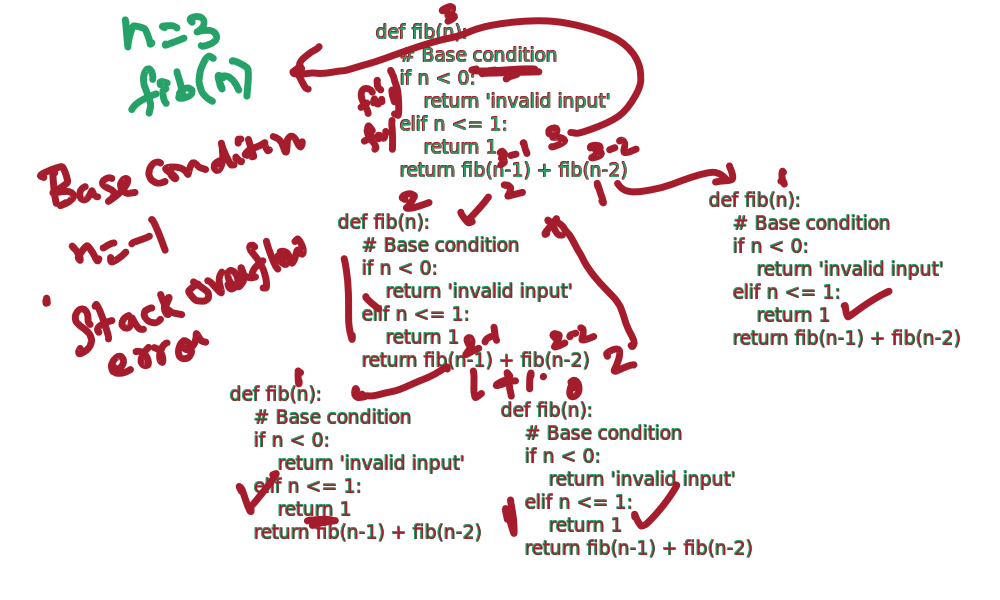 n=3
fib(n)
3
def fib(n):
# Base condition
if n < 0:
return 'invalid input'
elif n <= 1:
return 1
return fib(n-1) + fib(n-2)
3-1
3
3-2
2
1
Base condition
n=-1
Stack overflow
error
2
def fib(n):
# Base condition
if n < 0:
return 'invalid input'
elif n <= 1:
return 1
return fib(n-1) + fib(n-2)
2-1
2-2
1+1
2
1
def fib(n):
# Base condition
if n < 0:
return 'invalid input'
elif n <= 1:
return 1
return fib(n-1) + fib(n-2)
1
def fib(n):
# Base condition
if n < 0:
return 'invalid input'
elif n <= 1:
return 1
return fib(n-1) + fib(n-2)
0
def fib(n):
# Base condition
if n < 0:
return 'invalid input'
elif n <= 1:
return 1
return fib(n-1) + fib(n-2)